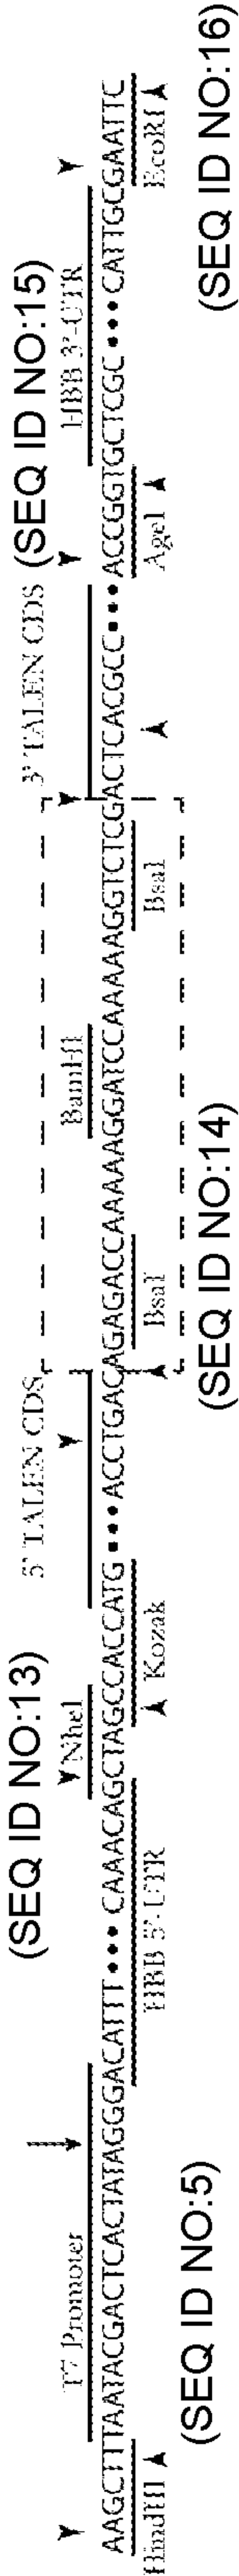 (SEQ ID NO:13)
(SEQ ID NO:15)
T7 Promoter NheI 5' TALEN CDS BamHI 3' TALEN CDS HBB 3'-UTR
AAGCTTTAATACGACTCACTATAGGGACATTT ••• CAAACAGCTAGCCACCATG ••• ACCTGACAGAGACCAAAAAGGATCCAAAAAGGTCTCGACTCACGCC ••• ACCGGTGCTCGC ••• CATTGCGAATTC
HindIII HBB 5'-UTR Kozak BsaI BsaI AgeI EcoRI
(SEQ ID NO:5)
(SEQ ID NO:14)
(SEQ ID NO:16)